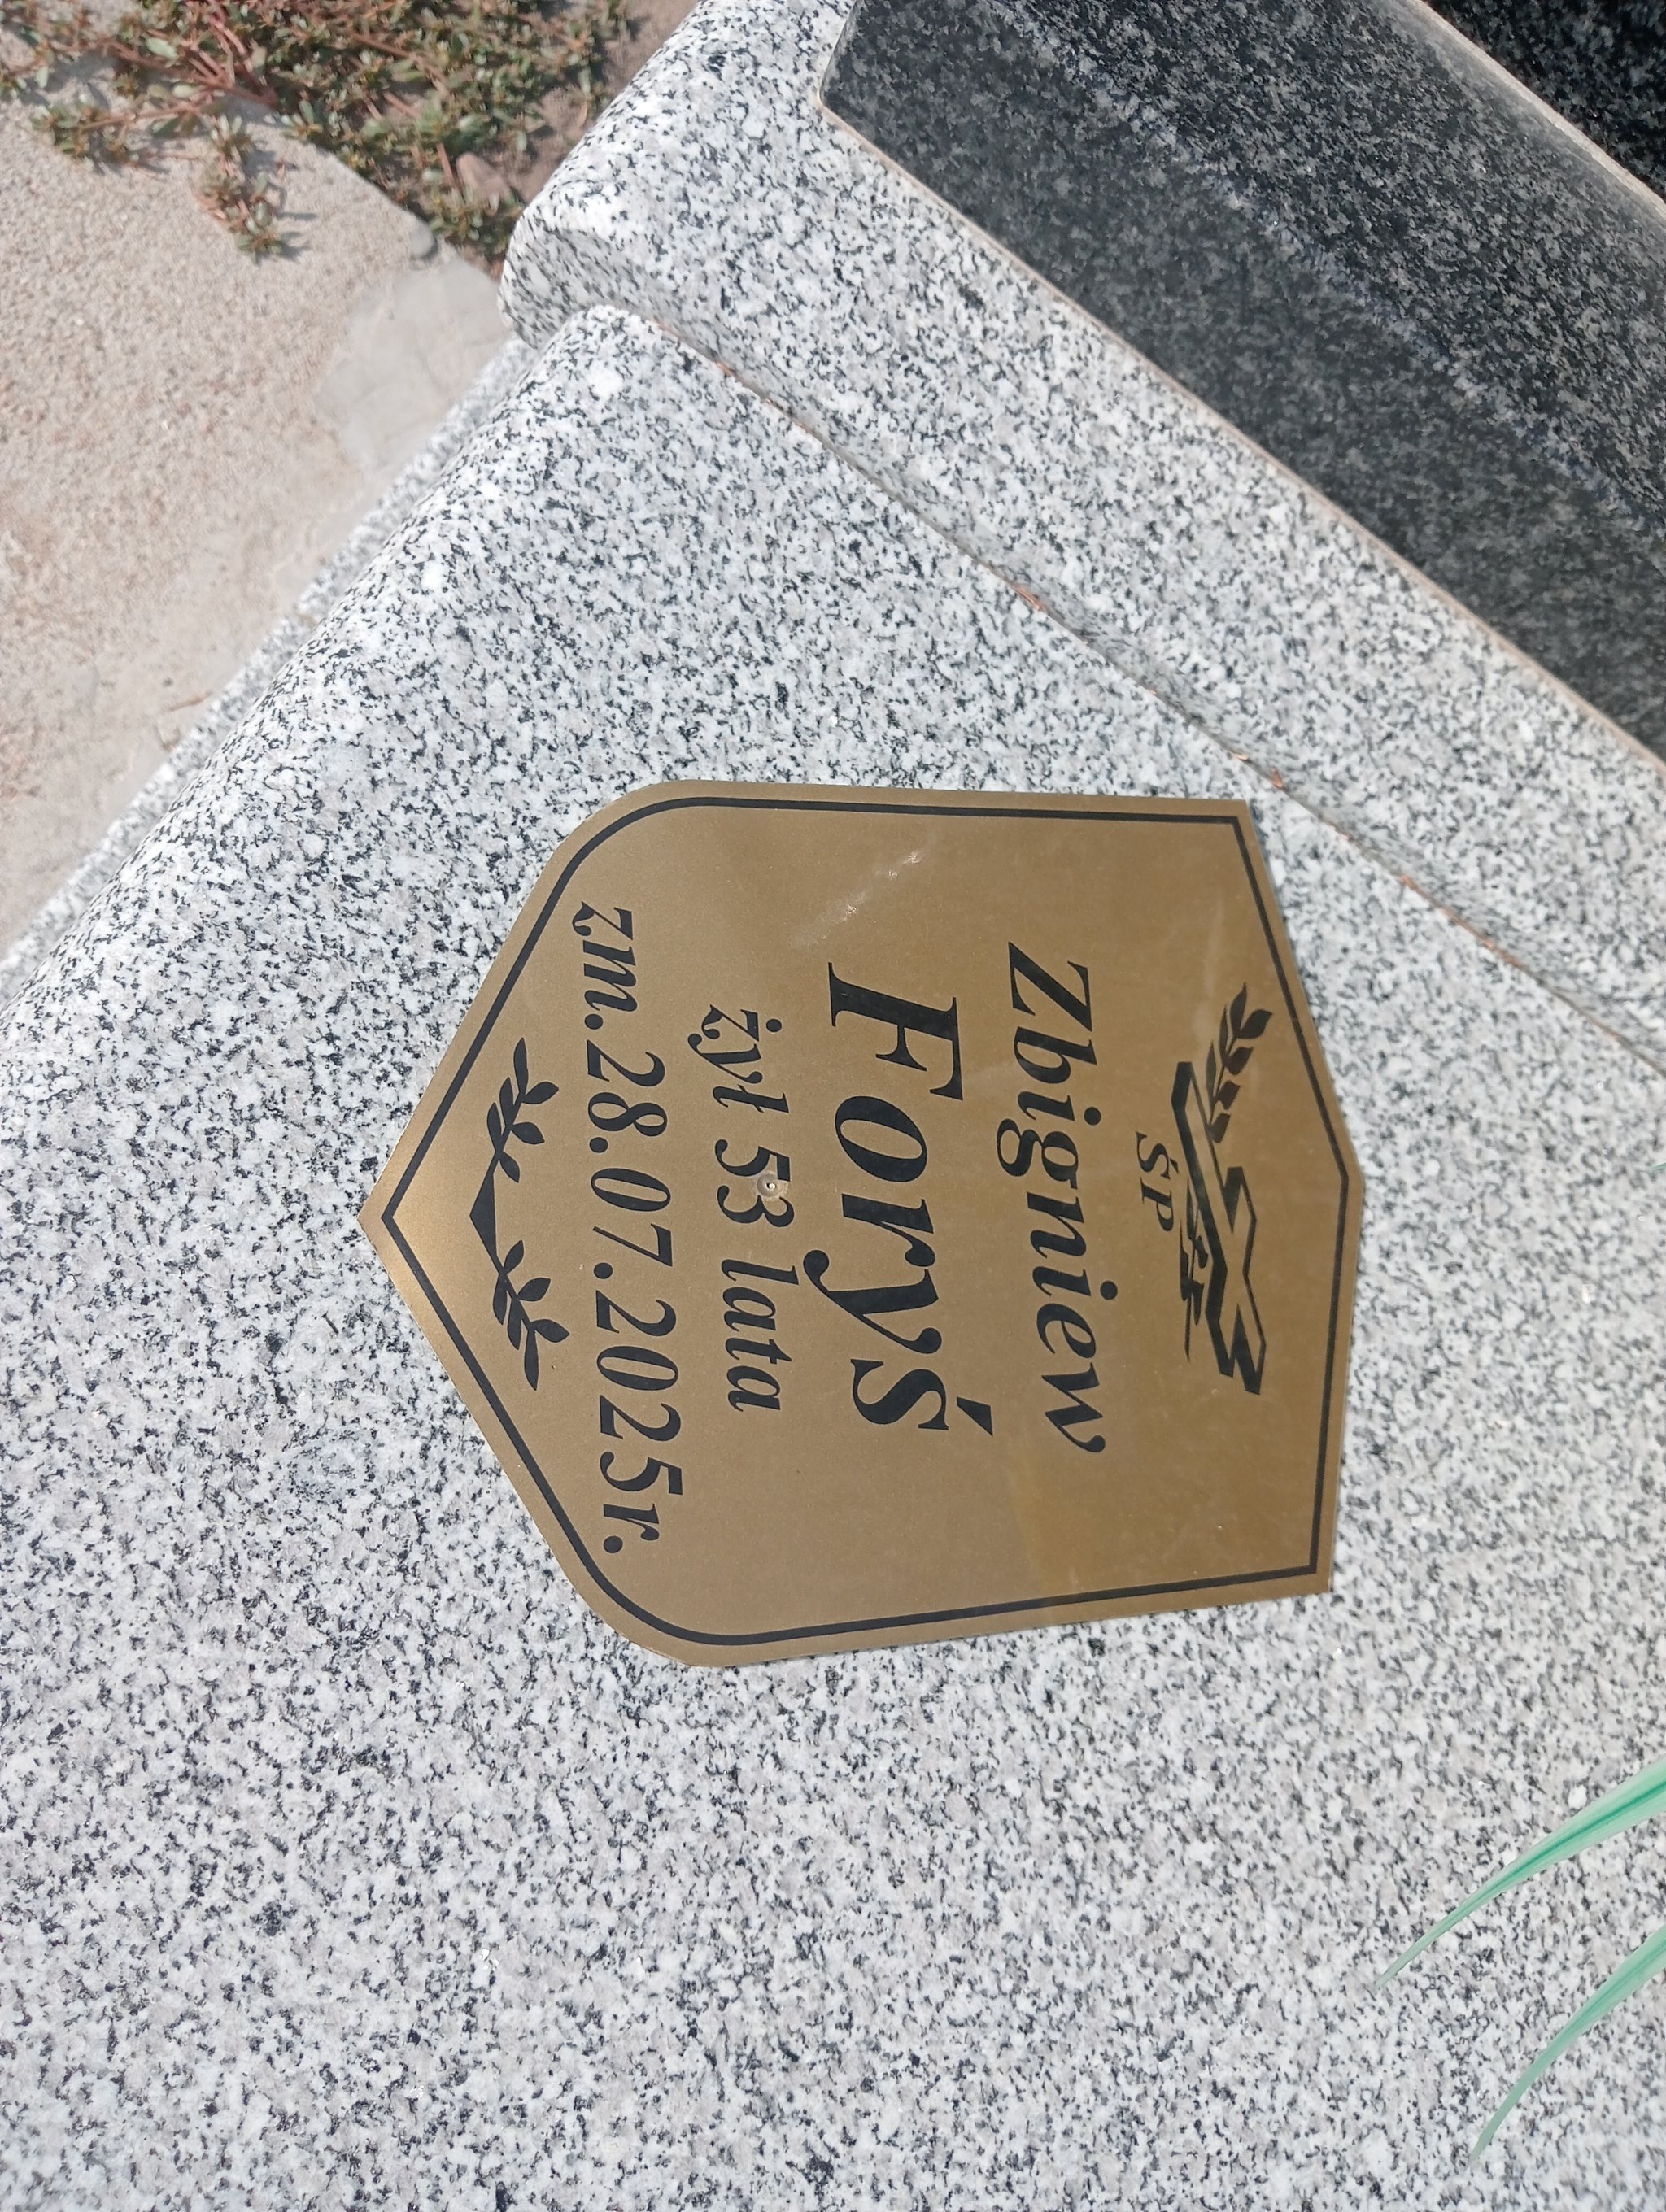 ŚP
Zbigniew
Foryś
żył 53 lata
zm. 28.07.2025r.